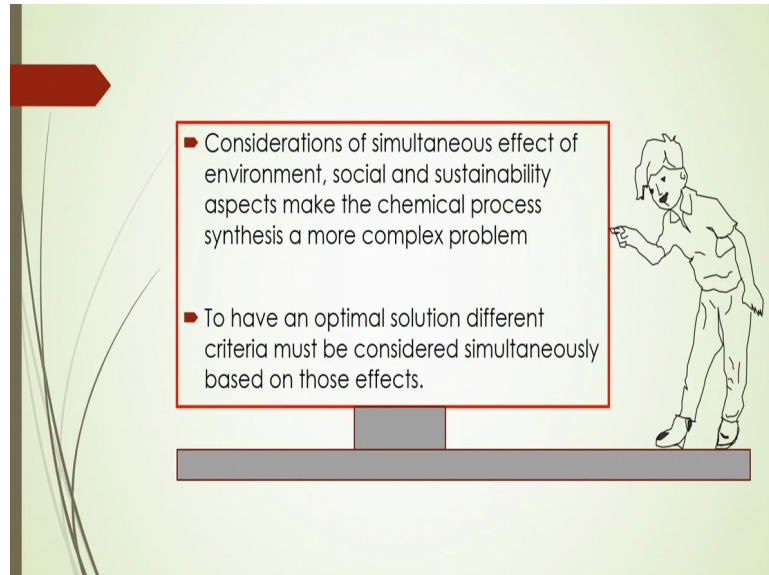 Considerations of simultaneous effect of
environment, social and sustainability
aspects make the chemical process
synthesis a more complex problem
To have an optimal solution different
criteria must be considered simultaneously
based on those effects.